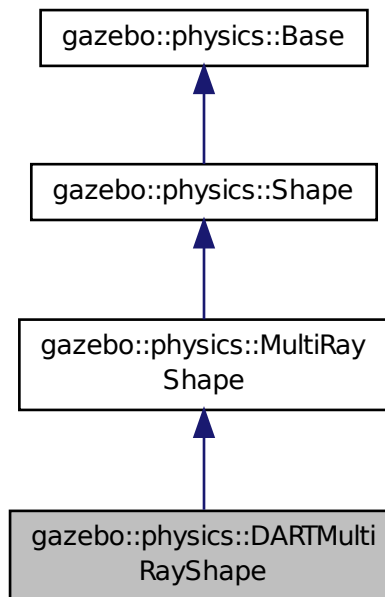 gazebo::physics::Base
gazebo::physics::Shape
gazebo::physics::MultiRay
Shape
gazebo::physics::DARTMulti
RayShape